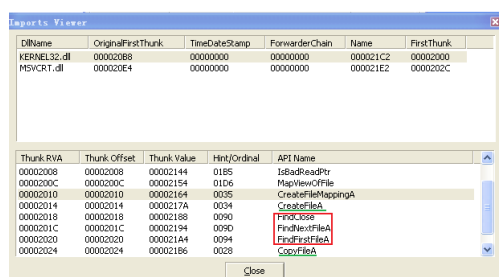 Imports Viewer
DllName OriginalFirstThunk TimeDateStamp ForwarderChain Name FirstThunk
KERNEL32.dll 000020B8 00000000 00000000 000021C2 00002000
MSVCRT.dll 000020E4 00000000 00000000 000021E2 0000202C
Thunk RVA Thunk Offset Thunk Value Hint/Ordinal API Name
00002008 00002008 00002144 01B5 IsBadReadPtr
0000200C 0000200C 00002154 01D6 MapViewOfFile
00002010 00002010 00002164 0035 CreateFileMappingA
00002014 00002014 0000217A 0034 CreateFileA
00002018 00002018 00002188 0090 FindClose
0000201C 0000201C 00002194 009D FindNextFileA
00002020 00002020 000021A4 0094 FindFirstFileA
00002024 00002024 000021B6 0028 CopyFileA
Close